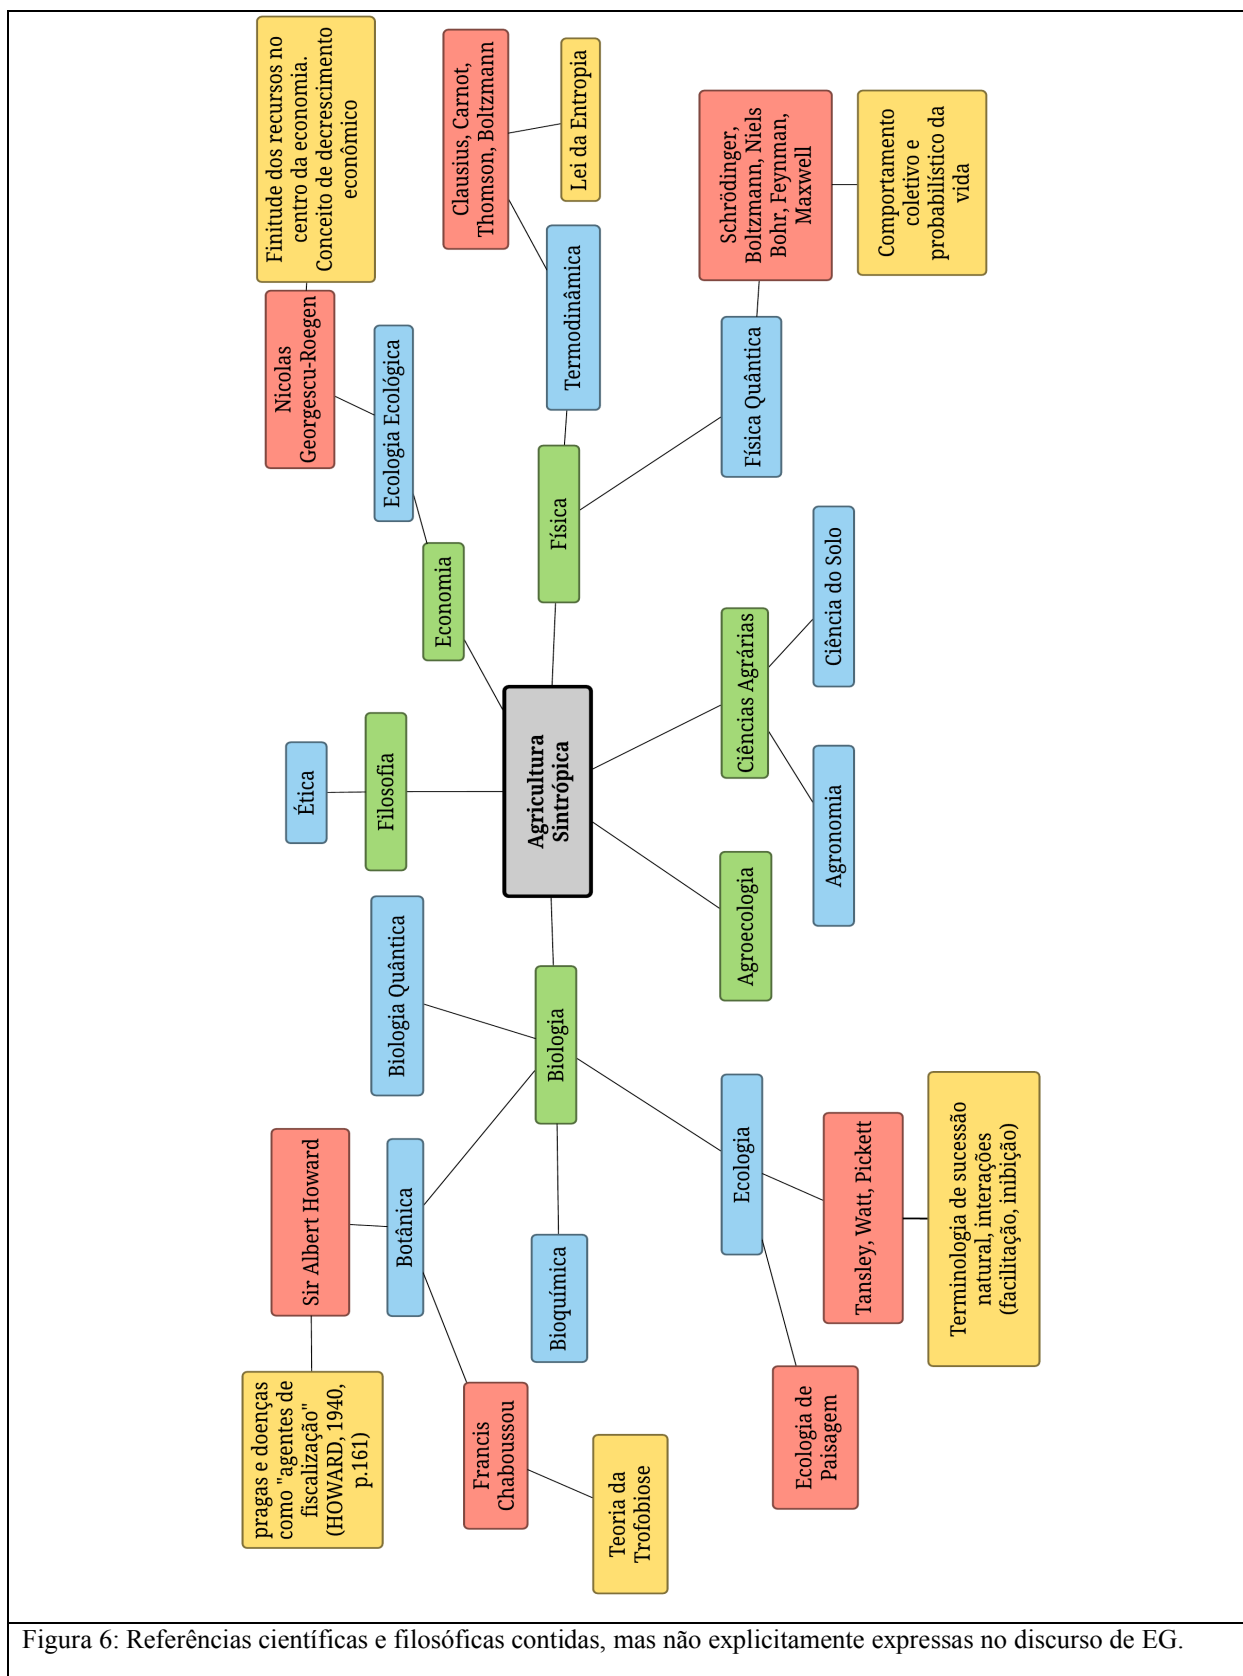 pragas e doenças
como "agentes de
fiscalização"
(HOWARD, 1940,
p.161)
Sir Albert Howard
Botânica
Francis
Chaboussou
Teoria da
Trofobiose
Bioquímica
Biologia Quântica
Biologia
Ecologia
Tansley, Watt, Pickett
Terminologia de sucessão
natural, interações
(facilitação, inibição)
Ecologia de
Paisagem
Ética
Filosofia
Agricultura
Sintrópica
Agroecologia
Ciências Agrárias
Agronomia
Ciência do Solo
Economia
Ecologia Ecológica
Nicolas
Georgescu-Roegen
Finitude dos recursos no
centro da economia.
Conceito de decrescimento
econômico
Física
Termodinâmica
Clausius, Carnot,
Thomson, Boltzmann
Lei da Entropia
Física Quântica
Schrödinger,
Boltzmann, Niels
Bohr, Feynman,
Maxwell
Comportamento
coletivo e
probabilístico da
vida
Figura 6: Referências científicas e filosóficas contidas, mas não explicitamente expressas no discurso de EG.